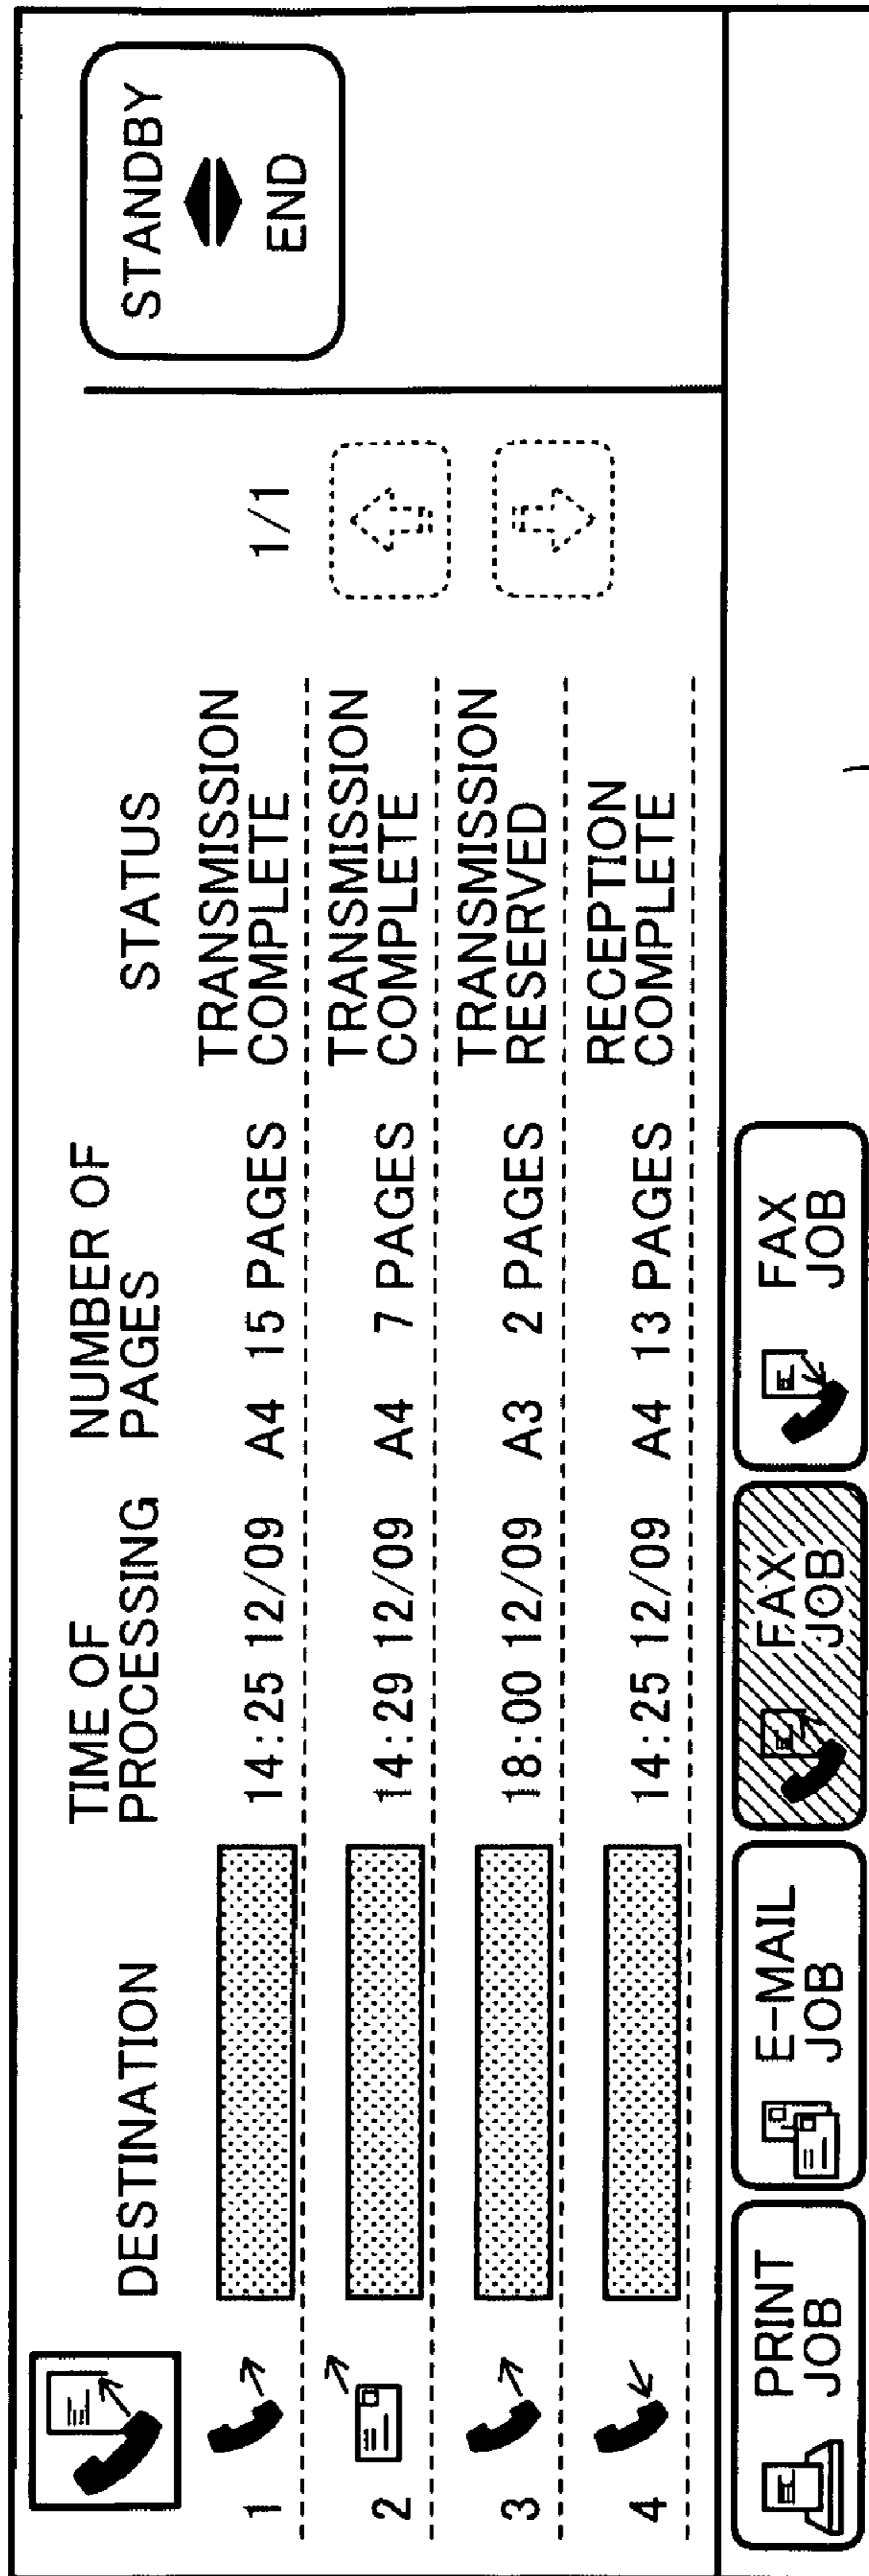 DESTINATION
TIME OF
PROCESSING
NUMBER OF
PAGES
STATUS
STANDBY
END
1/1
1 14:25 12/09 A4 15 PAGES TRANSMISSION
COMPLETE
2 14:29 12/09 A4 7 PAGES TRANSMISSION
COMPLETE
3 18:00 12/09 A3 2 PAGES TRANSMISSION
RESERVED
4 14:25 12/09 A4 13 PAGES RECEPTION
COMPLETE
PRINT
JOB
E-MAIL
JOB
FAX
JOB
FAX
JOB